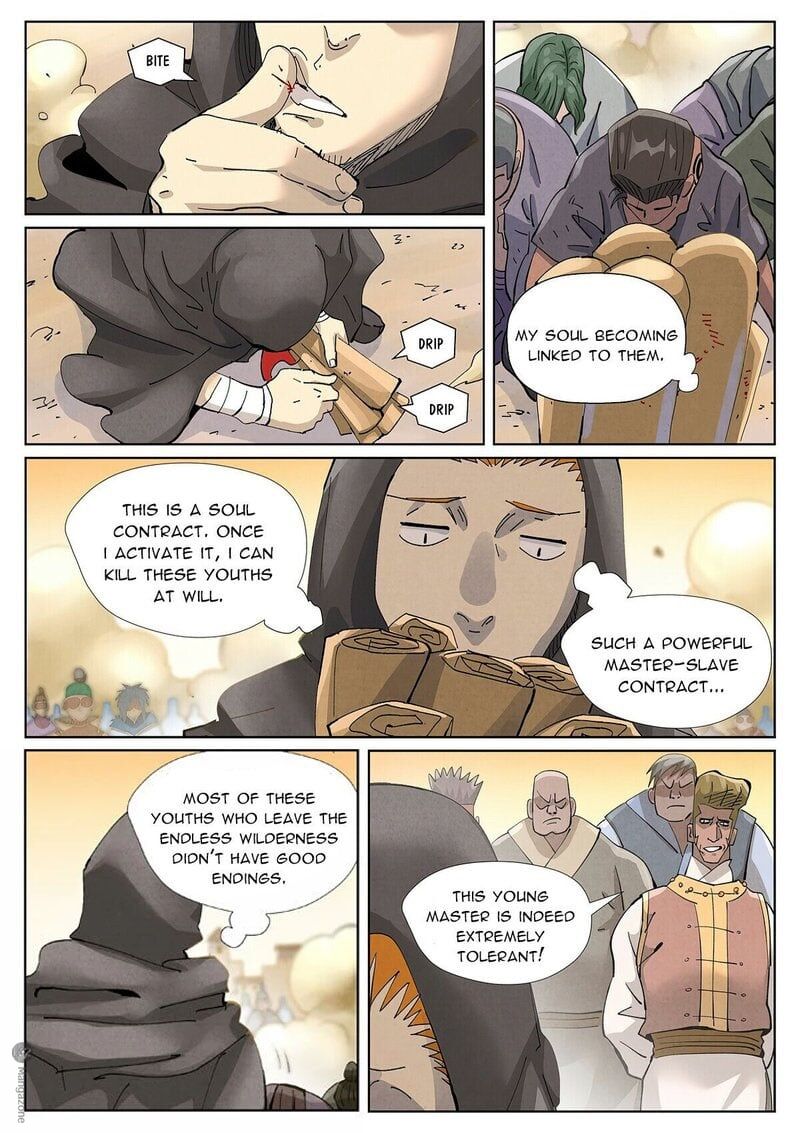 BITE
DRIP
DRIP
MY SOUL BECOMING
LINKED TO THEM.
THIS IS A SOUL
CONTRACT. ONCE
I ACTIVATE IT, I CAN
KILL THESE YOUTHS
AT WILL.
SUCH A POWERFUL
MASTER-SLAVE
CONTRACT...
MOST OF THESE
YOUTHS WHO LEAVE THE
ENDLESS WILDERNESS
DIDN'T HAVE GOOD
ENDINGS.
THIS YOUNG
MASTER IS INDEED
EXTREMELY
TOLERANT!
Mangazone